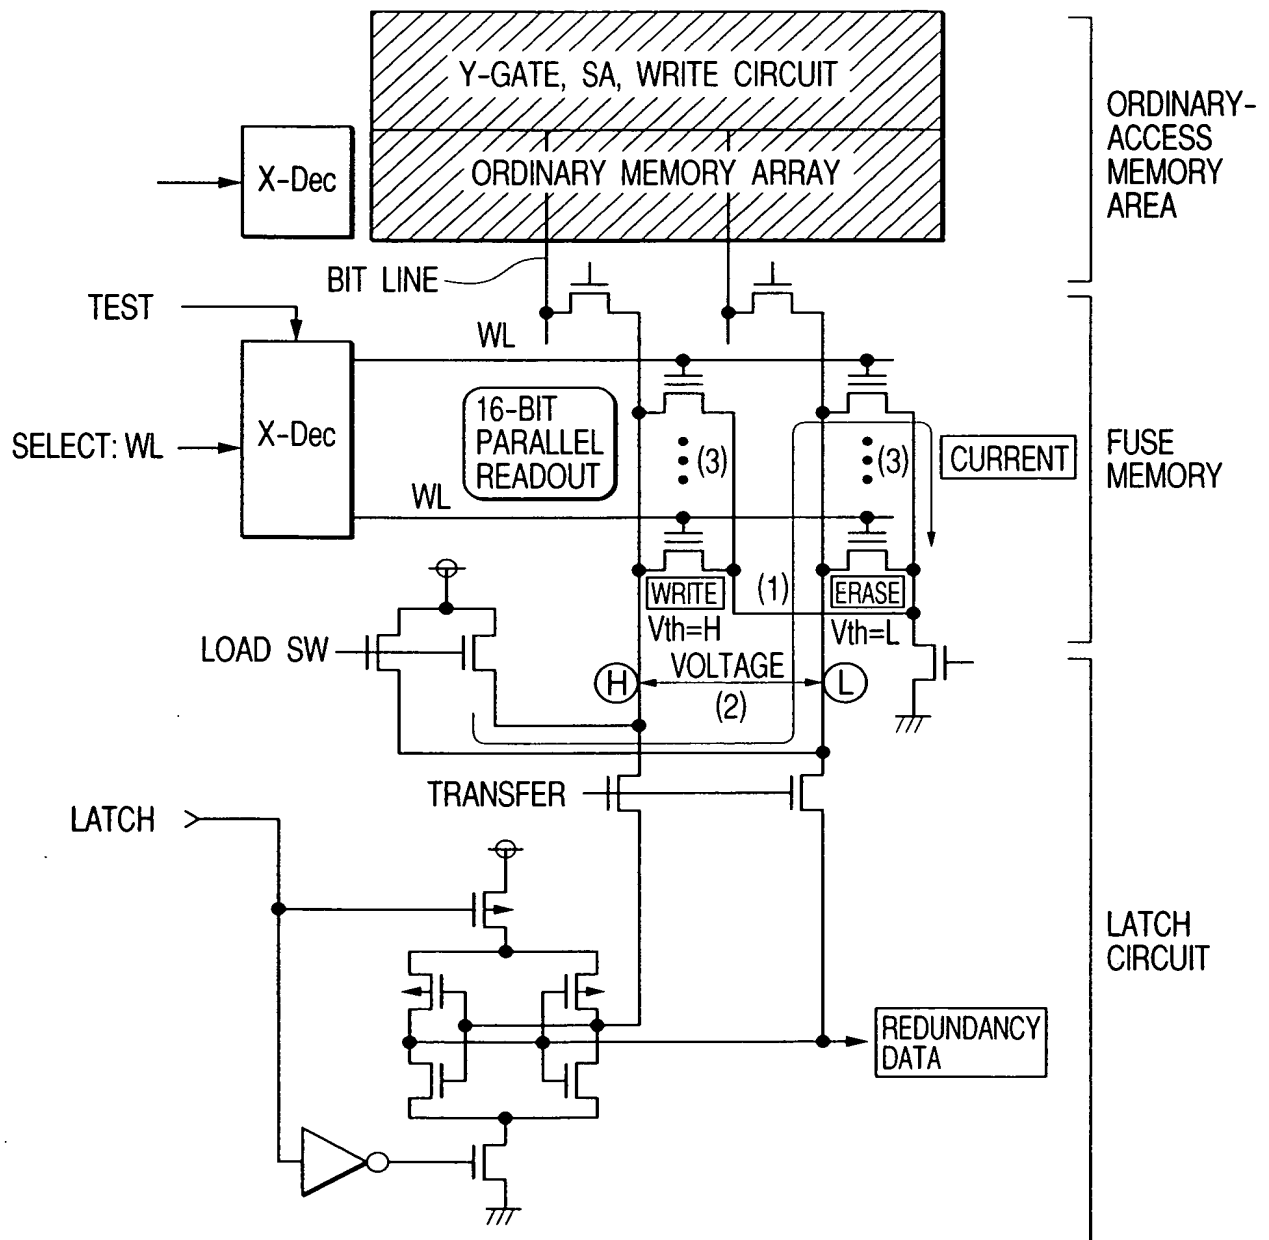 Y-GATE, SA, WRITE CIRCUIT
ORDINARY MEMORY ARRAY
X-Dec
ORDINARY-
ACCESS
MEMORY
AREA
BIT LINE
TEST
WL
X-Dec
SELECT: WL
16-BIT
PARALLEL
READOUT
(3)
(3)
CURRENT
FUSE
MEMORY
WL
WRITE
(1)
ERASE
Vth=H
Vth=L
LOAD SW
H
VOLTAGE
(2)
L
TRANSFER
LATCH
LATCH
CIRCUIT
REDUNDANCY
DATA